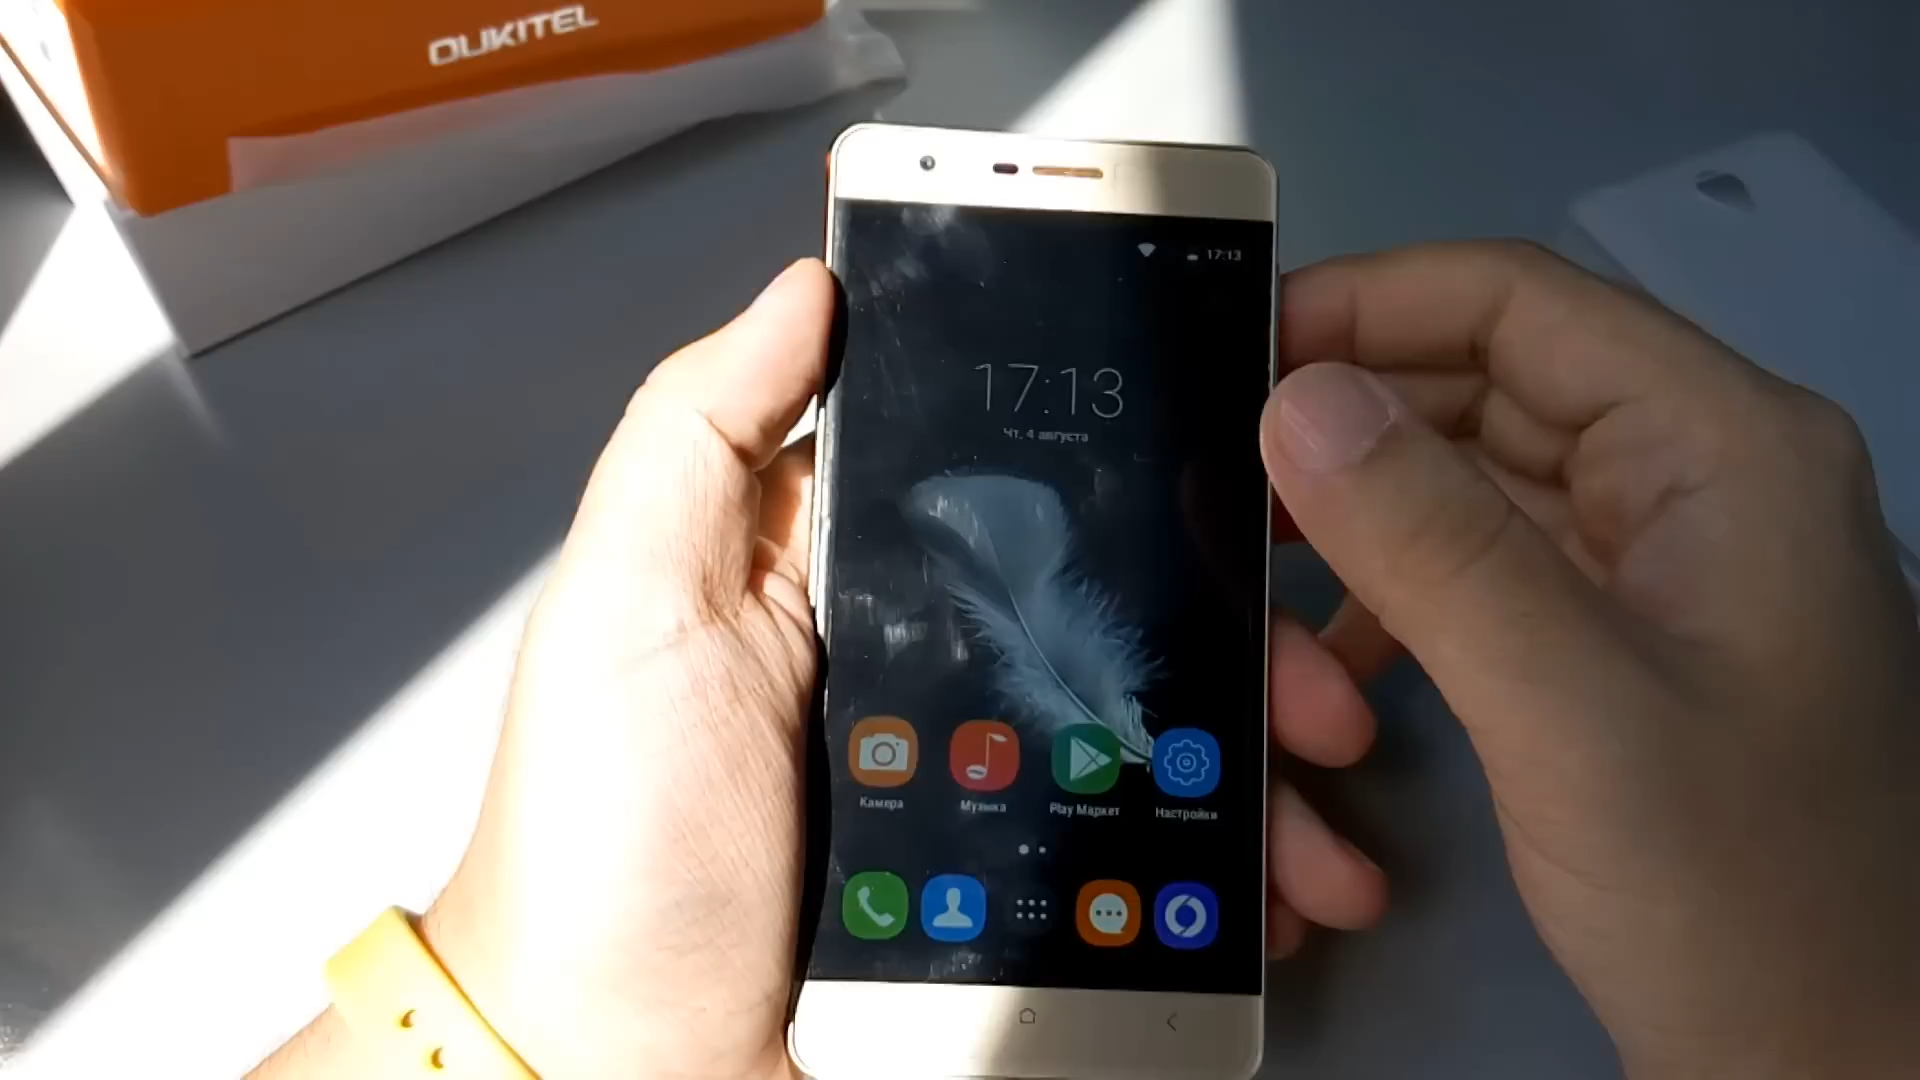 OUKITEL
17:13
17:13
Чт, 4 августа
Камера
Музыка
Play Маркет
Настройки